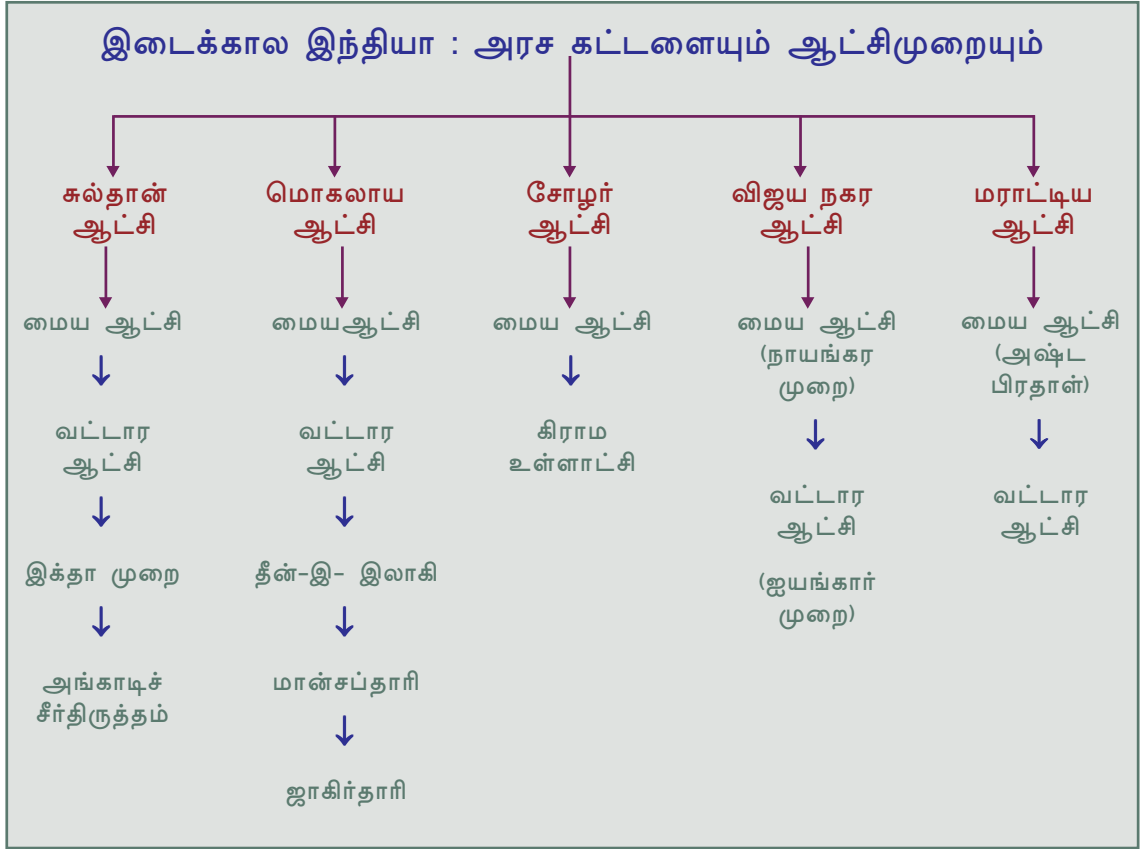 இடைக்கால இந்தியா : அரச கட்டளையும் ஆட்சிமுறையும்
சுல்தான்
ஆட்சி
மைய ஆட்சி
வட்டார
ஆட்சி
இக்தா முறை
அங்காடிச்
சீர்திருத்தம்
மொகலாய
ஆட்சி
மையஆட்சி
வட்டார
ஆட்சி
தீன்-இ- இலாகி
மான்சப்தாரி
ஜாகிர்தாரி
சோழர்
ஆட்சி
மைய ஆட்சி
கிராம
உள்ளாட்சி
விஜய நகர
ஆட்சி
மைய ஆட்சி
(நாயங்கர
முறை)
வட்டார
ஆட்சி
(ஐயங்கார்
முறை)
மராட்டிய
ஆட்சி
மைய ஆட்சி
(அஷ்ட
பிரதாள்)
வட்டார
ஆட்சி